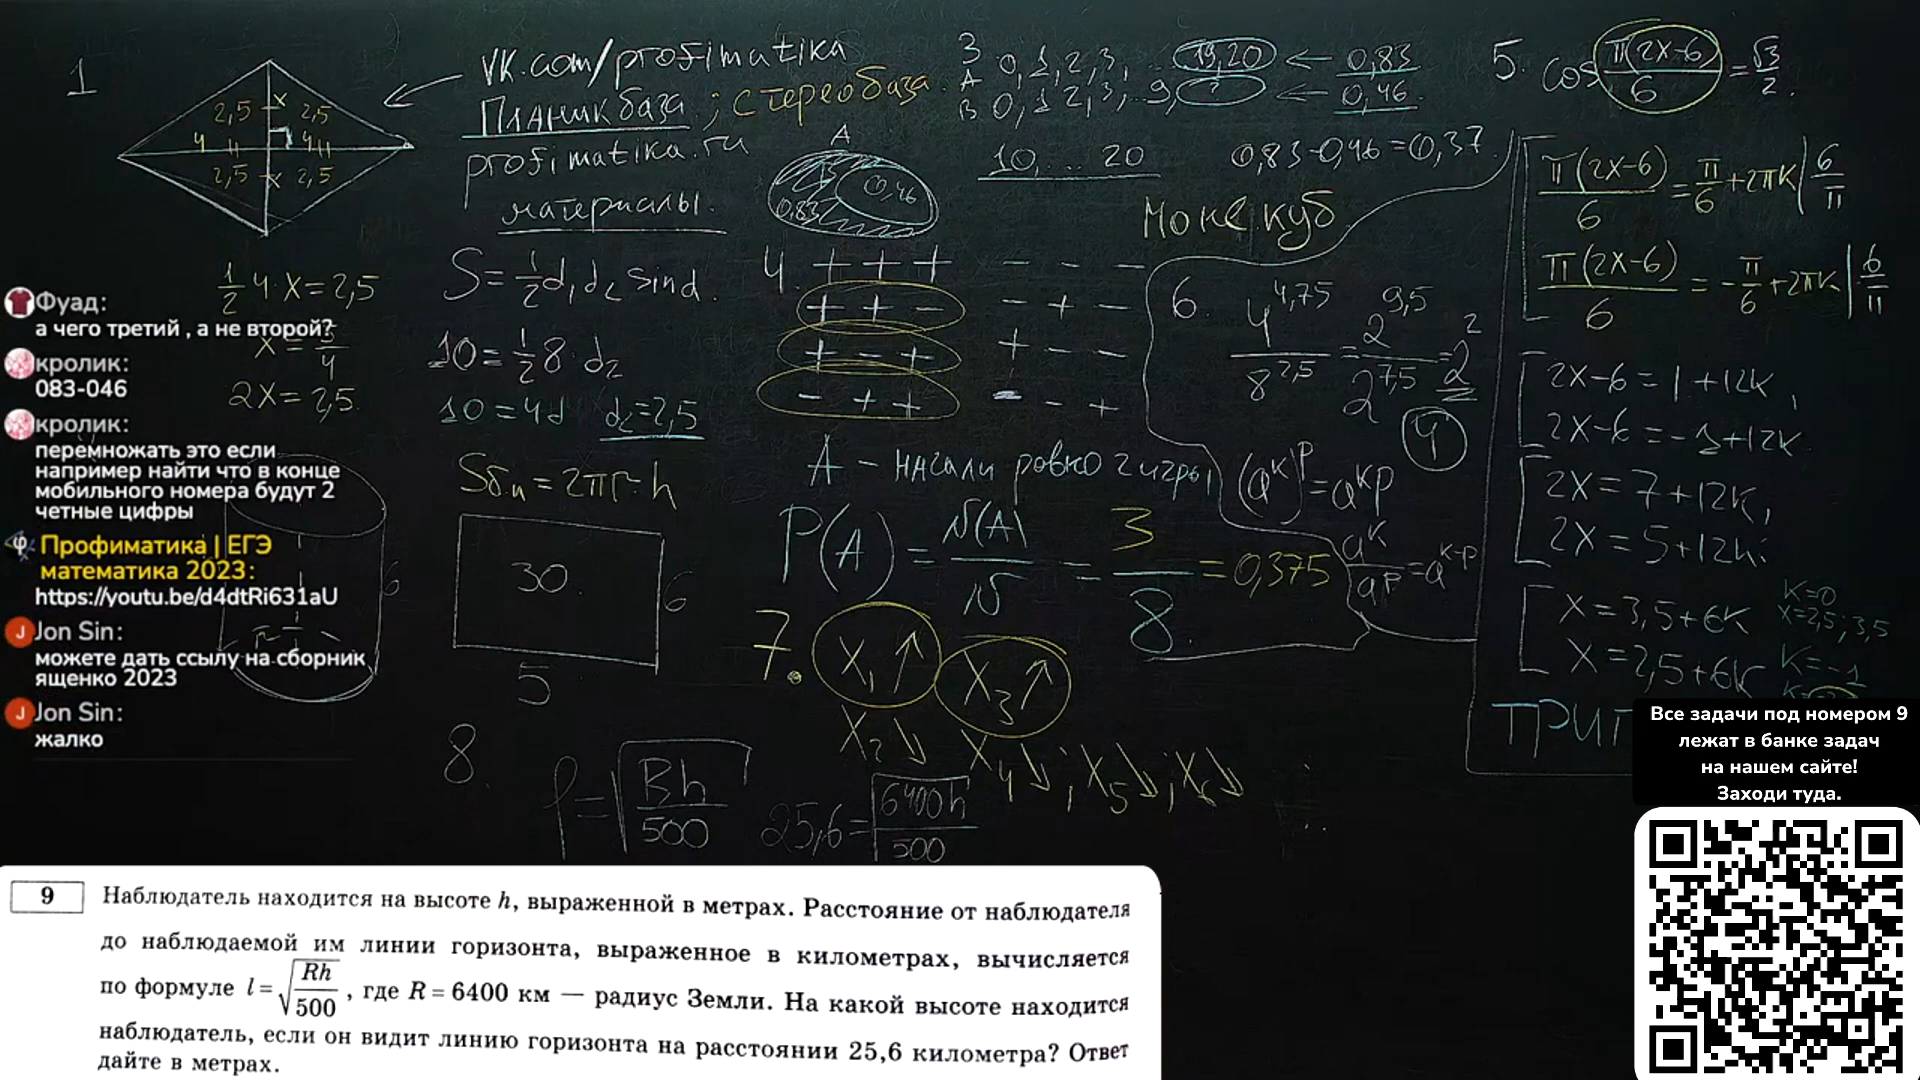 1
2,5 x 2,5
4 4
2,5 x 2,5
vk.com/profimatika
Планик база ; стереобаза.
profimatika.ru
материалы.
3
А 0, 1, 2, 3, ... 19, 20 ← 0,83
В 0, 1 2, 3, .. 9, ? ← 0,46
10, ... 20
0,83-0,46=0,37.
А
0,83 0,46
Моке куб
5. cos π(2x-6)/6 = √3/2.
π(2x-6)/6 = π/6 + 2πk | 6/π
π(2x-6)/6 = -π/6 + 2πk | 6/π
2x-6=1+12k,
2x-6=-1+12k
2x=7+12k,
2x=5+12k;
x=3,5+6k
x=2,5+6k
k=0
x=2,5; 3,5
k=-1
1/2 4 x=2,5
2x=2,5
S=1/2 d₁d₂ sinα.
10=1/2 8 d₂
10=4d d₂=2,5
Sб.п=2πr·h
30.
6
5
6
4. + + + - - -
+ + - - + -
+ - + + - -
- + + - - +
А - начали ровно 2 игры
P(A) = N(A)/N = 3/8 = 0,375
6. 4^4,75/8^2,5 = 2^9,5/2^7,5 = 2²
4
(a^k)^p = a^kp
a^k/a^p = a^k-p
7. x₁↑ x₃↑
x₂↓ x₄↓; x₅↓; x₆↓
8.
l=√Rh/500 25,6=√6400h/500
Фуад:
а чего третий , а не второй?
кролик:
083-046
кролик:
перемножать это если
например найти что в конце
мобильного номера будут 2
четные цифры
Профиматика | ЕГЭ
математика 2023:
https://youtu.be/d4dtRi631aU
Jon Sin:
можете дать ссылу на сборник
ященко 2023
Jon Sin:
жалко
Все задачи под номером 9
лежат в банке задач
на нашем сайте!
Заходи туда.
9 Наблюдатель находится на высоте h, выраженной в метрах. Расстояние от наблюдателя
до наблюдаемой им линии горизонта, выраженное в километрах, вычисляется
по формуле l=√Rh/500, где R=6400 км — радиус Земли. На какой высоте находится
наблюдатель, если он видит линию горизонта на расстоянии 25,6 километра? Ответ
дайте в метрах.